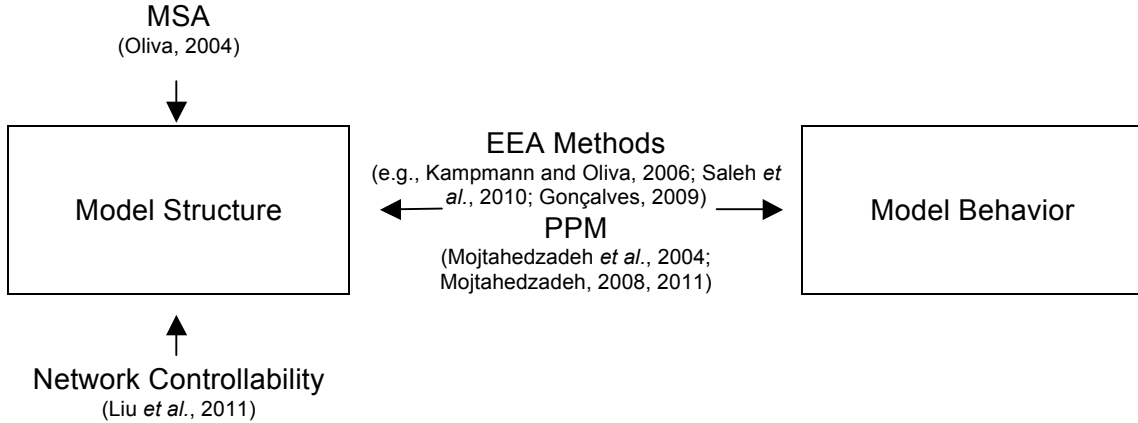 MSA
(Oliva, 2004)
EEA Methods
(e.g., Kampmann and Oliva, 2006; Saleh et
al., 2010; Gonçalves, 2009)
Model Structure
Model Behavior
PPM
(Mojtahedzadeh et al., 2004;
Mojtahedzadeh, 2008, 2011)
Network Controllability
(Liu et al., 2011)